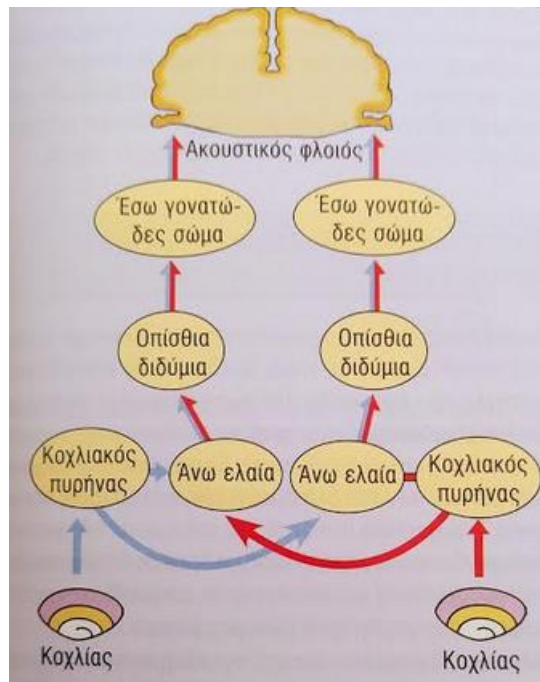 Ακουστικός φλοιός
Έσω γονατώ-
δες σώμα
Έσω γονατώ-
δες σώμα
Οπίσθια
διδύμια
Οπίσθια
διδύμια
Κοχλιακός
πυρήνας
Άνω ελαία
Άνω ελαία
Κοχλιακός
πυρήνας
Κοχλίας
Κοχλίας